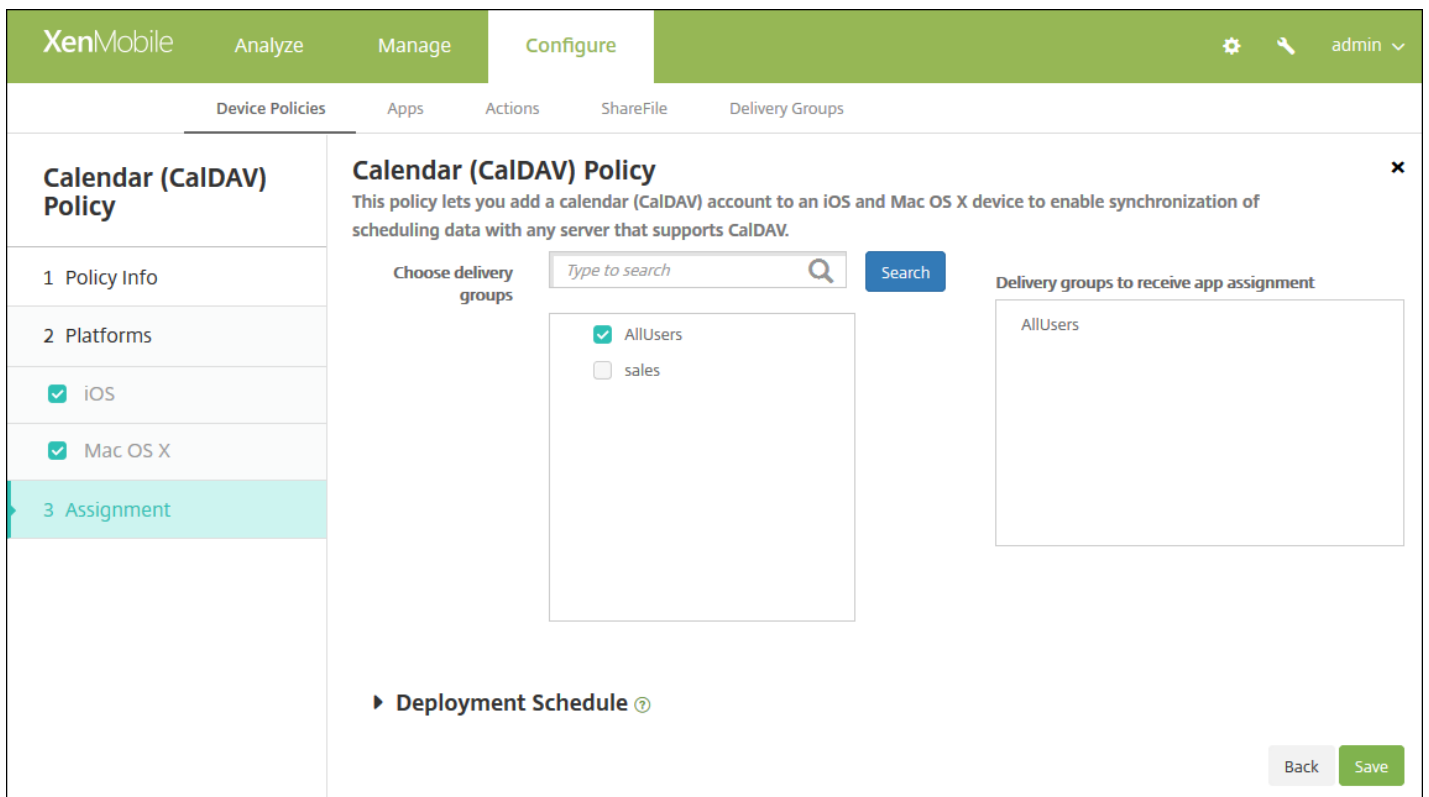 XenMobile Analyze Manage Configure admin
Device Policies Apps Actions ShareFile Delivery Groups
Calendar (CalDAV)
Policy
1 Policy Info
2 Platforms
iOS
Mac OS X
3 Assignment
Calendar (CalDAV) Policy
This policy lets you add a calendar (CalDAV) account to an iOS and Mac OS X device to enable synchronization of
scheduling data with any server that supports CalDAV.
Choose delivery
groups
Type to search
Search
AllUsers
sales
Delivery groups to receive app assignment
AllUsers
Deployment Schedule ?
Back Save